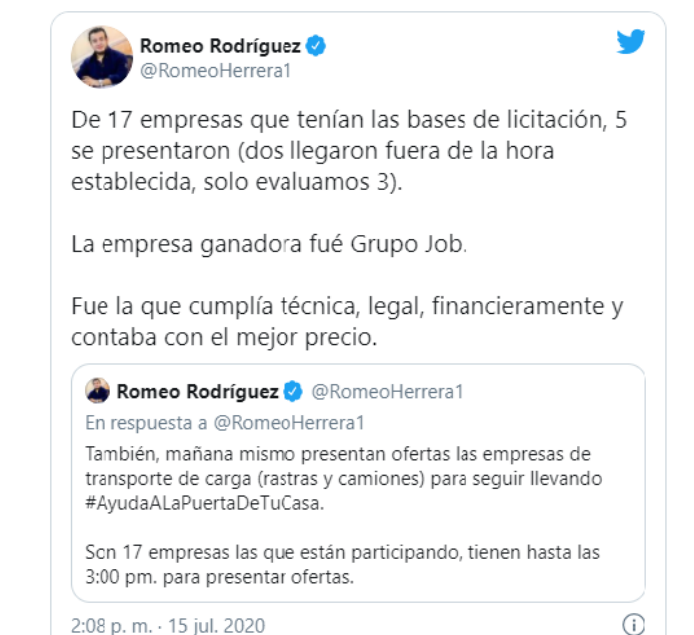 Romeo Rodríguez
@RomeoHerrera1
De 17 empresas que tenían las bases de licitación, 5
se presentaron (dos llegaron fuera de la hora
establecida, solo evaluamos 3).
La empresa ganadora fué Grupo Job.
Fue la que cumplía técnica, legal, financieramente y
contaba con el mejor precio.
Romeo Rodríguez @RomeoHerrera1
En respuesta a @RomeoHerrera1
También, mañana mismo presentan ofertas las empresas de
transporte de carga (rastras y camiones) para seguir llevando
#AyudaALaPuertaDeTuCasa.
Son 17 empresas las que están participando, tienen hasta las
3:00 pm. para presentar ofertas.
2:08 p. m. · 15 jul. 2020